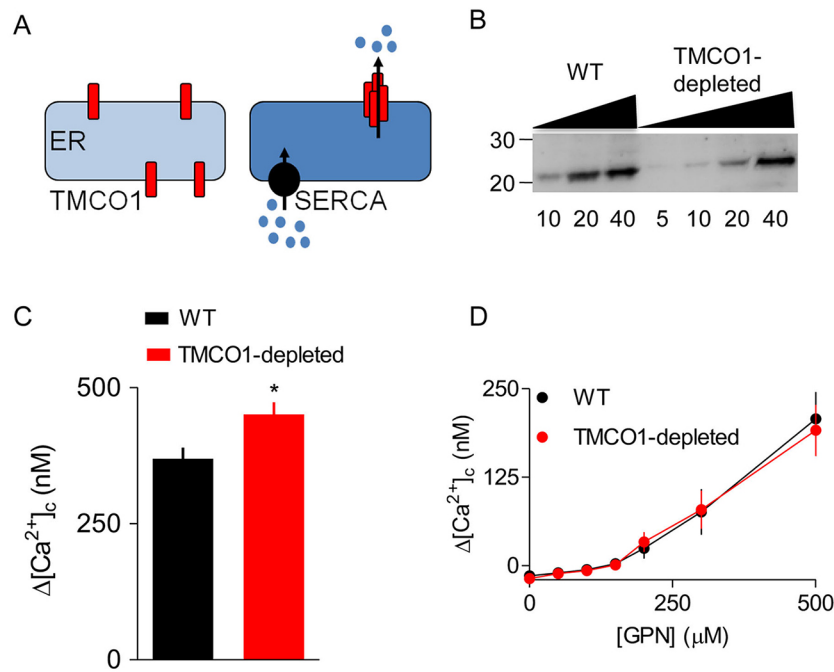 A
ER
TMCO1
SERCA
B
WT
TMCO1-
depleted
30
20
10 20 40 5 10 20 40
C
WT
TMCO1-depleted
*
500
250
0
Δ[Ca²⁺]c (nM)
D
WT
TMCO1-depleted
250
125
0
Δ[Ca²⁺]c (nM)
0 250 500
[GPN] (μM)